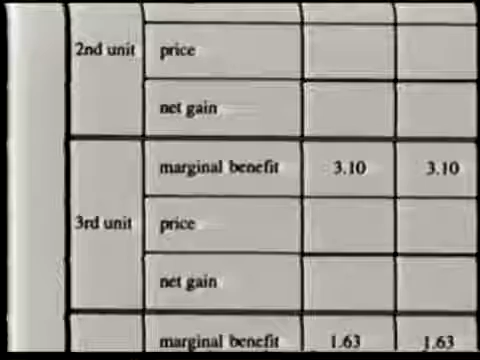 2nd unit price
net gain
marginal benefit 3.10 3.10
3rd unit price
net gain
marginal benefit 1.63 1.63